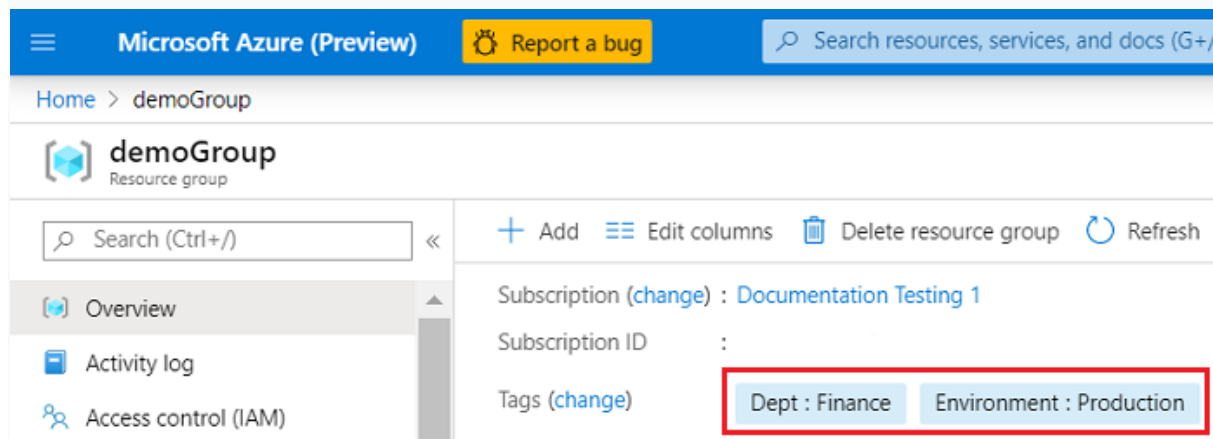 Microsoft Azure (Preview) Report a bug Search resources, services, and docs (G+/
Home > demoGroup
demoGroup
Resource group
Search (Ctrl+/) « + Add Edit columns Delete resource group Refresh
Overview
Subscription (change) : Documentation Testing 1
Activity log
Subscription ID :
Access control (IAM)
Tags (change) Dept : Finance Environment : Production